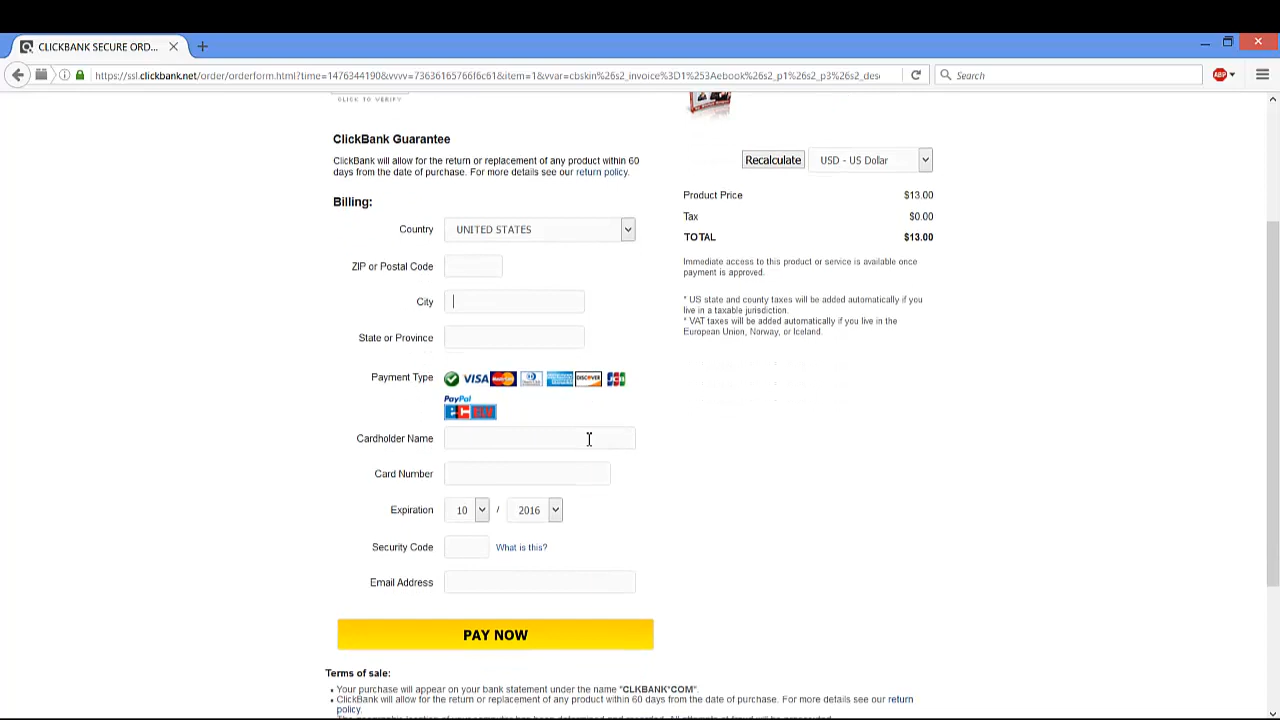 CLICKBANK SECURE ORD...
https://ssl.clickbank.net/order/orderform.html?time=1476344190&vvvv=73636165766f6c61&item=1&vvar=cbskin%26s2_invoice%3D1%253Aebook%26s2_p1%26s2_p3%26s2_des
Search
ABP
CLICK TO VERIFY
ClickBank Guarantee
ClickBank will allow for the return or replacement of any product within 60
days from the date of purchase. For more details see our return policy.
Billing:
Country UNITED STATES
ZIP or Postal Code
City
State or Province
Payment Type VISA MasterCard DISCOVER JCB
PayPal
Cardholder Name
Card Number
Expiration 10 / 2016
Security Code What is this?
Email Address
PAY NOW
Recalculate USD - US Dollar
Product Price $13.00
Tax $0.00
TOTAL $13.00
Immediate access to this product or service is available once
payment is approved.
* US state and county taxes will be added automatically if you
live in a taxable jurisdiction.
* VAT taxes will be added automatically if you live in the
European Union, Norway, or Iceland.
Terms of sale:
• Your purchase will appear on your bank statement under the name "CLKBANK*COM".
• ClickBank will allow for the return or replacement of any product within 60 days from the date of purchase. For more details see our return
policy.